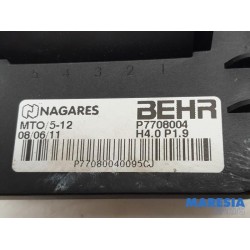 5 4 3 2 1
NAGARES BEHR
MTO/5-12 P7708004
08/06/11 H4.0 P1.9
P77080040095CJ
MARESIA